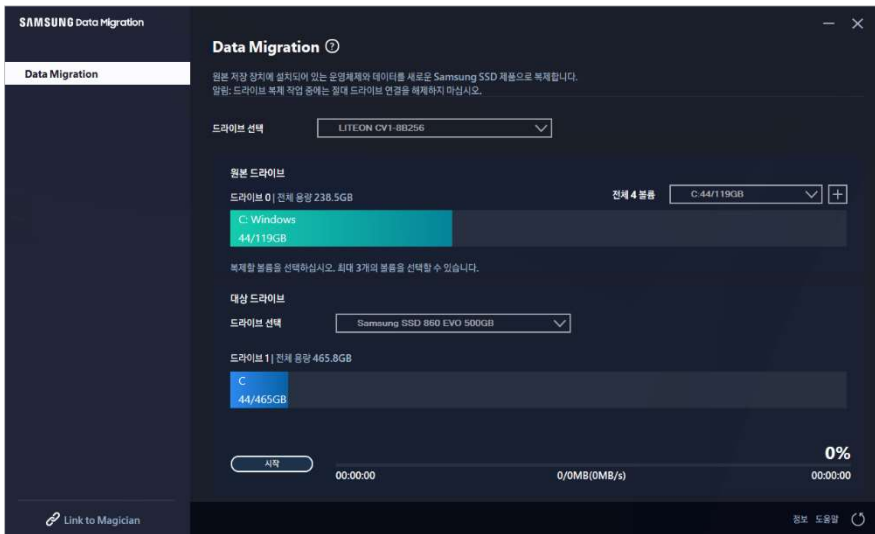 SAMSUNG Data Migration
Data Migration
Data Migration ?
원본 저장 장치에 설치되어 있는 운영체제와 데이터를 새로운 Samsung SSD 제품으로 복제합니다.
알림: 드라이브 복제 작업 중에는 절대 드라이브 연결을 해제하지 마십시오.
드라이브 선택
LITEON CV1-8B256
원본 드라이브
드라이브 0 | 전체 용량 238.5GB
전체 4 볼륨
C:44/119GB
C: Windows
44/119GB
복제할 볼륨을 선택하십시오. 최대 3개의 볼륨을 선택할 수 있습니다.
대상 드라이브
드라이브 선택
Samsung SSD 860 EVO 500GB
드라이브 1 | 전체 용량 465.8GB
C
44/465GB
0%
시작
00:00:00
0/0MB(0MB/s)
00:00:00
Link to Magician
정보 도움말